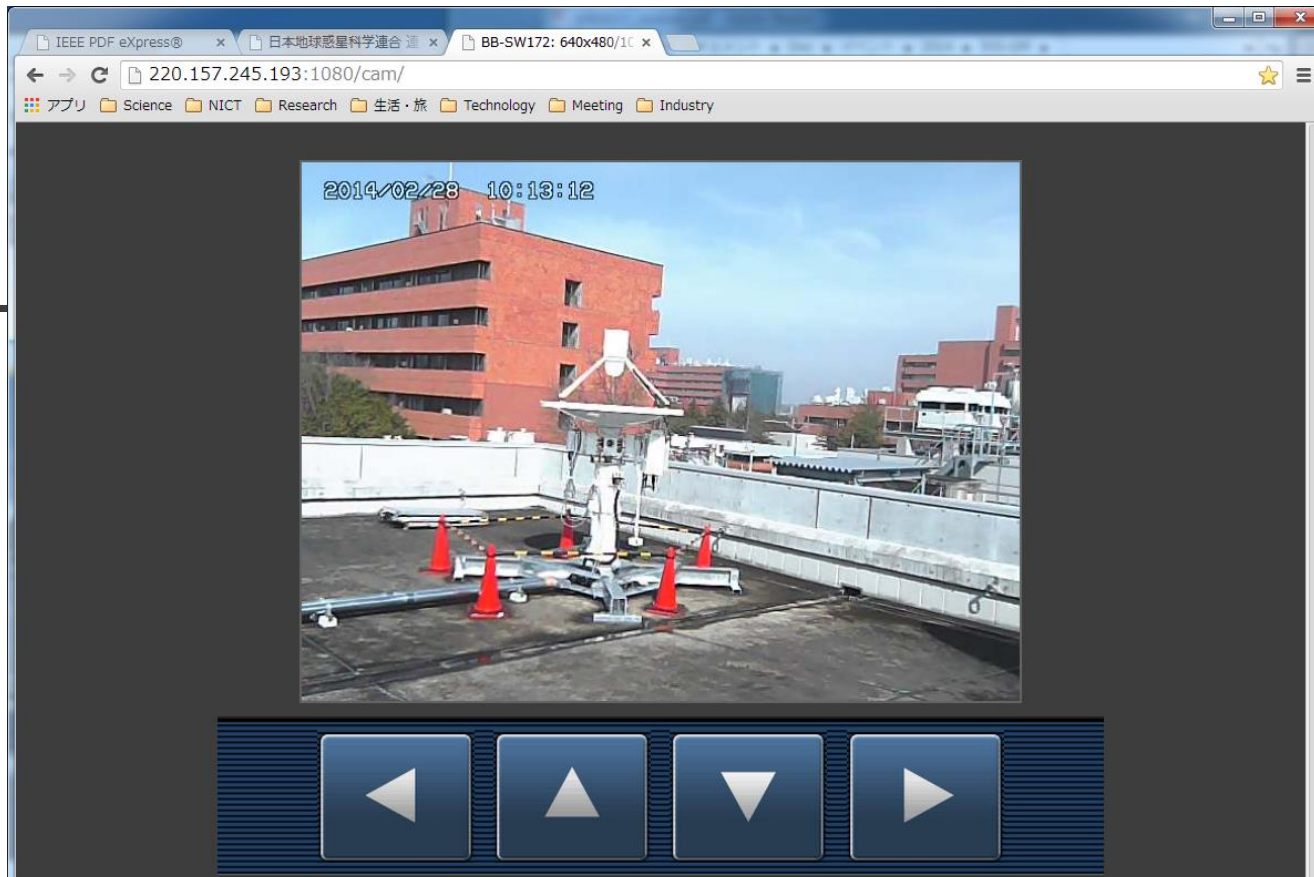 IEEE PDF eXpress®
日本地球惑星科学連合
BB-SW172: 640x480/10
220.157.245.193:1080/cam/
アプリ Science NICT Research 生活・旅 Technology Meeting Industry
2014/02/28 10:13:12